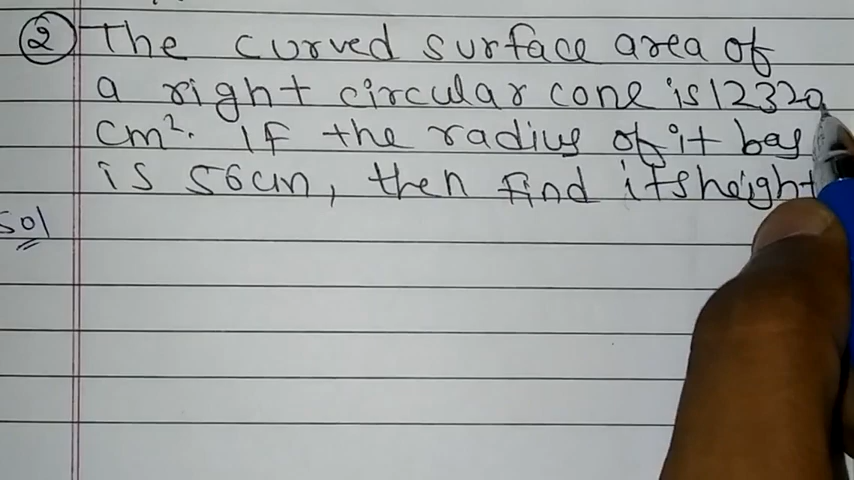 ② The curved surface area of
a right circular cone is 12320
cm². If the radius of it bas
is 56cm, then find its height
Sol